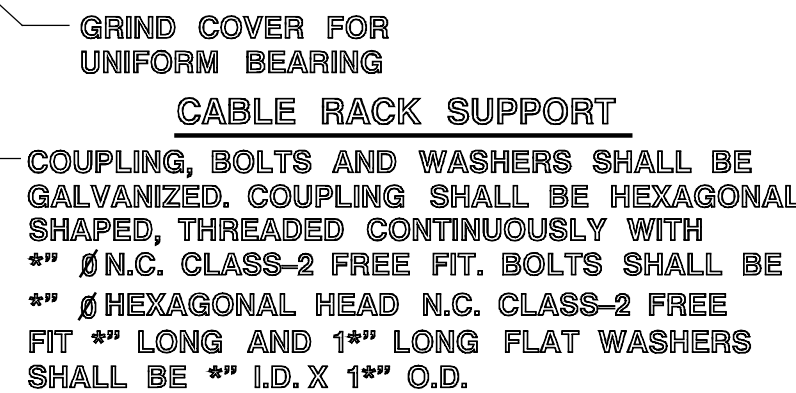 GRIND COVER FOR
UNIFORM BEARING
CABLE RACK SUPPORT
COUPLING, BOLTS AND WASHERS SHALL BE
GALVANIZED. COUPLING SHALL BE HEXAGONAL
SHAPED, THREADED CONTINUOUSLY WITH
*” Ø N.C. CLASS–2 FREE FIT. BOLTS SHALL BE
*” Ø HEXAGONAL HEAD N.C. CLASS–2 FREE
FIT *” LONG AND 1*” LONG FLAT WASHERS
SHALL BE *” I.D. X 1*” O.D.